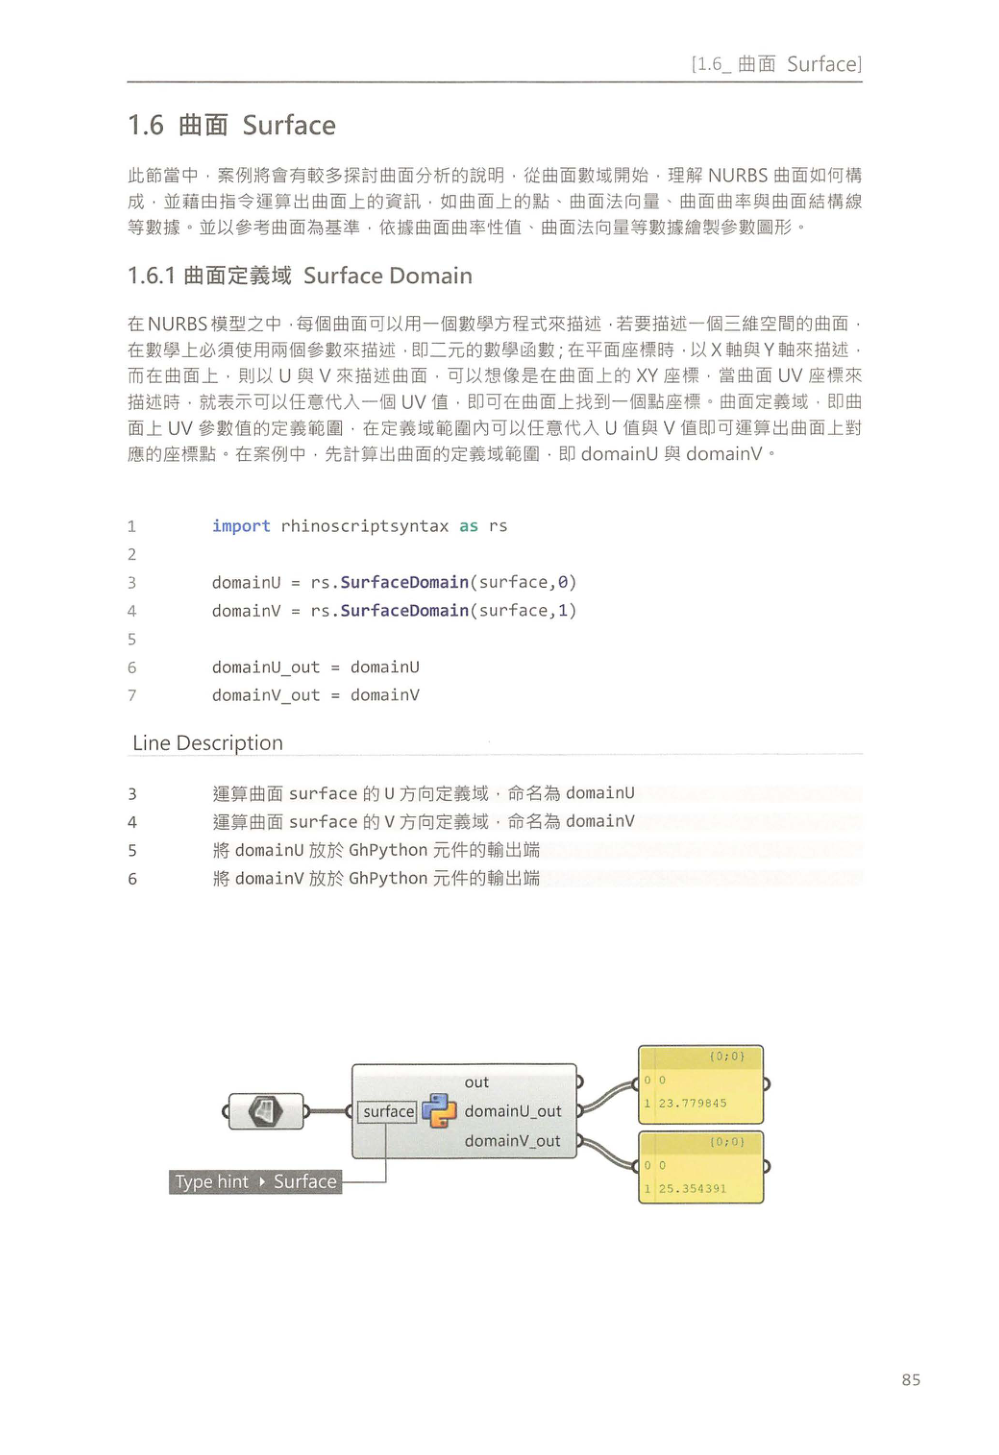 [1.6_ 曲面 Surface]
1.6 曲面 Surface
此節當中，案例將會有較多探討曲面分析的說明，從曲面數域開始，理解 NURBS 曲面如何構
成，並藉由指令運算出曲面上的資訊，如曲面上的點、曲面法向量、曲面曲率與曲面結構線
等數據。並以參考曲面為基準，依據曲面曲率性值、曲面法向量等數據繪製參數圖形。
1.6.1 曲面定義域 Surface Domain
在 NURBS 模型之中，每個曲面可以用一個數學方程式來描述，若要描述一個三維空間的曲面，
在數學上必須使用兩個參數來描述，即二元的數學函數；在平面座標時，以 X 軸與 Y 軸來描述，
而在曲面上，則以 U 與 V 來描述曲面，可以想像是在曲面上的 XY 座標，當曲面 UV 座標來
描述時，就表示可以任意代入一個 UV 值，即可在曲面上找到一個點座標。曲面定義域，即曲
面上 UV 參數值的定義範圍，在定義域範圍內可以任意代入 U 值與 V 值即可運算出曲面上對
應的座標點。在案例中，先計算出曲面的定義域範圍，即 domainU 與 domainV。
1 import rhinoscriptsyntax as rs
2
3 domainU = rs.SurfaceDomain(surface,0)
4 domainV = rs.SurfaceDomain(surface,1)
5
6 domainU_out = domainU
7 domainV_out = domainV
Line Description
3 運算曲面 surface 的 U 方向定義域，命名為 domainU
4 運算曲面 surface 的 V 方向定義域，命名為 domainV
5 將 domainU 放於 GhPython 元件的輸出端
6 將 domainV 放於 GhPython 元件的輸出端
{0;0}
0 0
1 23.779845
out
surface
domainU_out
domainV_out
{0;0}
0 0
1 25.354391
Type hint ▸ Surface
85